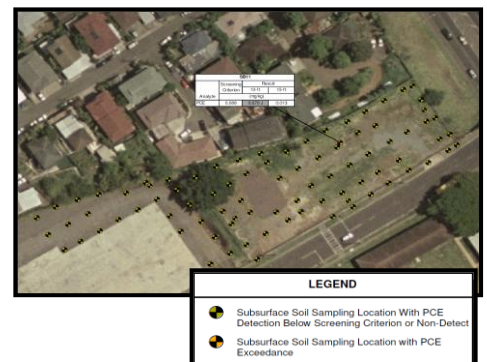 SB11
Screening Result
Criterion
Analyte (mg/kg)
PCE
LEGEND
Subsurface Soil Sampling Location With PCE
Detection Below Screening Criterion or Non-Detect
Subsurface Soil Sampling Location with PCE
Exceedance